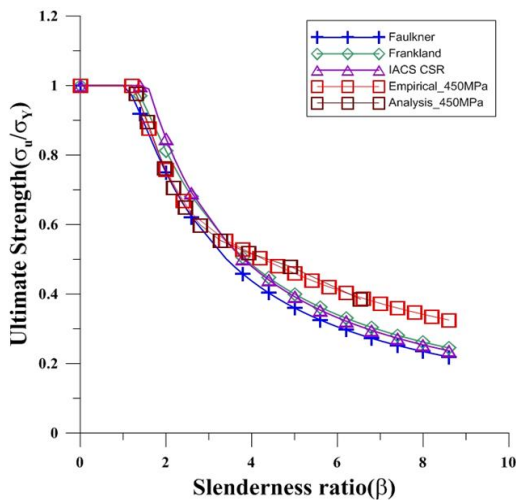 1.2
1
0.8
0.6
0.4
0.2
0
Ultimate Strength(σu/σY)
0 2 4 6 8 10
Slenderness ratio(β)
Faulkner
Frankland
IACS CSR
Empirical_450MPa
Analysis_450MPa